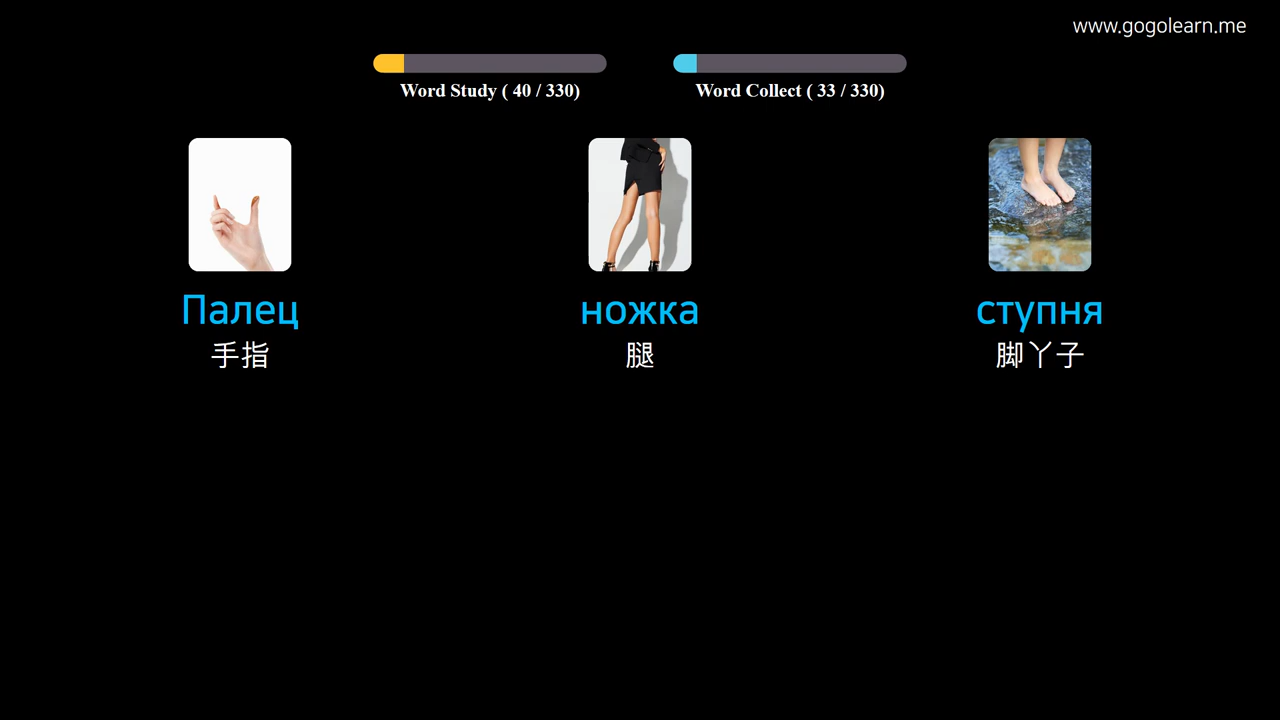 www.gogolearn.me
Word Study ( 40 / 330)
Word Collect ( 33 / 330)
Палец
ножка
ступня
手指
腿
脚丫子